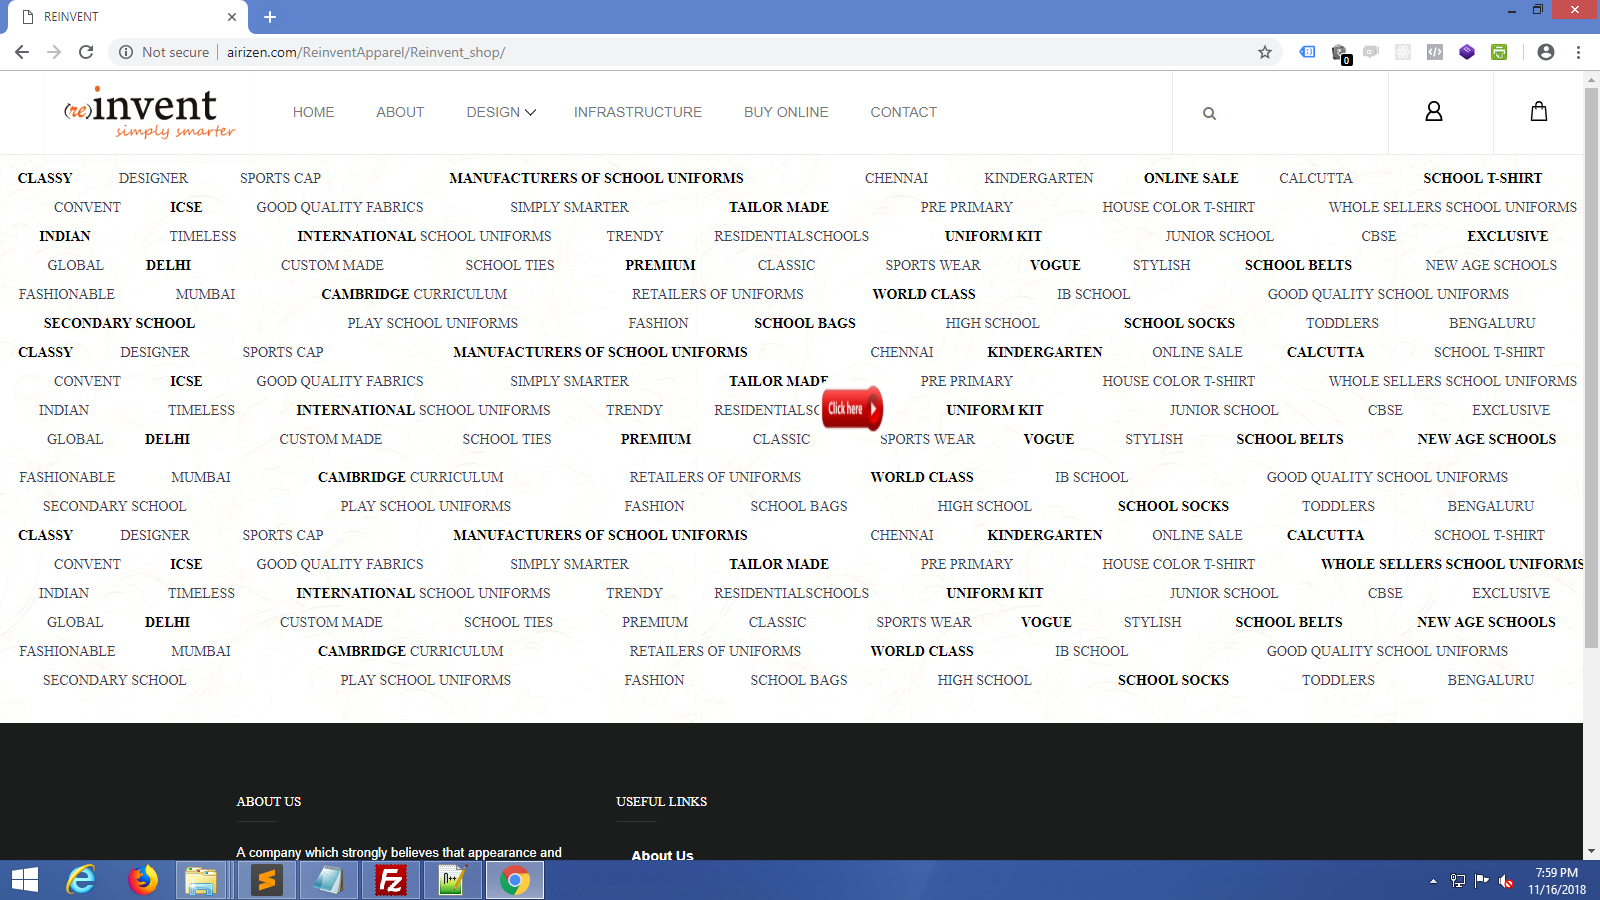 REINVENT
Not secure | airizen.com/ReinventApparel/Reinvent_shop/
0
(re)invent
simply smarter
HOME ABOUT DESIGN INFRASTRUCTURE BUY ONLINE CONTACT
CLASSY DESIGNER SPORTS CAP MANUFACTURERS OF SCHOOL UNIFORMS CHENNAI KINDERGARTEN ONLINE SALE CALCUTTA SCHOOL T-SHIRT
CONVENT ICSE GOOD QUALITY FABRICS SIMPLY SMARTER TAILOR MADE PRE PRIMARY HOUSE COLOR T-SHIRT WHOLE SELLERS SCHOOL UNIFORMS
INDIAN TIMELESS INTERNATIONAL SCHOOL UNIFORMS TRENDY RESIDENTIALSCHOOLS UNIFORM KIT JUNIOR SCHOOL CBSE EXCLUSIVE
GLOBAL DELHI CUSTOM MADE SCHOOL TIES PREMIUM CLASSIC SPORTS WEAR VOGUE STYLISH SCHOOL BELTS NEW AGE SCHOOLS
FASHIONABLE MUMBAI CAMBRIDGE CURRICULUM RETAILERS OF UNIFORMS WORLD CLASS IB SCHOOL GOOD QUALITY SCHOOL UNIFORMS
SECONDARY SCHOOL PLAY SCHOOL UNIFORMS FASHION SCHOOL BAGS HIGH SCHOOL SCHOOL SOCKS TODDLERS BENGALURU
CLASSY DESIGNER SPORTS CAP MANUFACTURERS OF SCHOOL UNIFORMS CHENNAI KINDERGARTEN ONLINE SALE CALCUTTA SCHOOL T-SHIRT
CONVENT ICSE GOOD QUALITY FABRICS SIMPLY SMARTER TAILOR MADE PRE PRIMARY HOUSE COLOR T-SHIRT WHOLE SELLERS SCHOOL UNIFORMS
INDIAN TIMELESS INTERNATIONAL SCHOOL UNIFORMS TRENDY RESIDENTIALSC Click here UNIFORM KIT JUNIOR SCHOOL CBSE EXCLUSIVE
GLOBAL DELHI CUSTOM MADE SCHOOL TIES PREMIUM CLASSIC SPORTS WEAR VOGUE STYLISH SCHOOL BELTS NEW AGE SCHOOLS
FASHIONABLE MUMBAI CAMBRIDGE CURRICULUM RETAILERS OF UNIFORMS WORLD CLASS IB SCHOOL GOOD QUALITY SCHOOL UNIFORMS
SECONDARY SCHOOL PLAY SCHOOL UNIFORMS FASHION SCHOOL BAGS HIGH SCHOOL SCHOOL SOCKS TODDLERS BENGALURU
CLASSY DESIGNER SPORTS CAP MANUFACTURERS OF SCHOOL UNIFORMS CHENNAI KINDERGARTEN ONLINE SALE CALCUTTA SCHOOL T-SHIRT
CONVENT ICSE GOOD QUALITY FABRICS SIMPLY SMARTER TAILOR MADE PRE PRIMARY HOUSE COLOR T-SHIRT WHOLE SELLERS SCHOOL UNIFORMS
INDIAN TIMELESS INTERNATIONAL SCHOOL UNIFORMS TRENDY RESIDENTIALSCHOOLS UNIFORM KIT JUNIOR SCHOOL CBSE EXCLUSIVE
GLOBAL DELHI CUSTOM MADE SCHOOL TIES PREMIUM CLASSIC SPORTS WEAR VOGUE STYLISH SCHOOL BELTS NEW AGE SCHOOLS
FASHIONABLE MUMBAI CAMBRIDGE CURRICULUM RETAILERS OF UNIFORMS WORLD CLASS IB SCHOOL GOOD QUALITY SCHOOL UNIFORMS
SECONDARY SCHOOL PLAY SCHOOL UNIFORMS FASHION SCHOOL BAGS HIGH SCHOOL SCHOOL SOCKS TODDLERS BENGALURU
ABOUT US USEFUL LINKS
A company which strongly believes that appearance and About Us
7:59 PM
11/16/2018